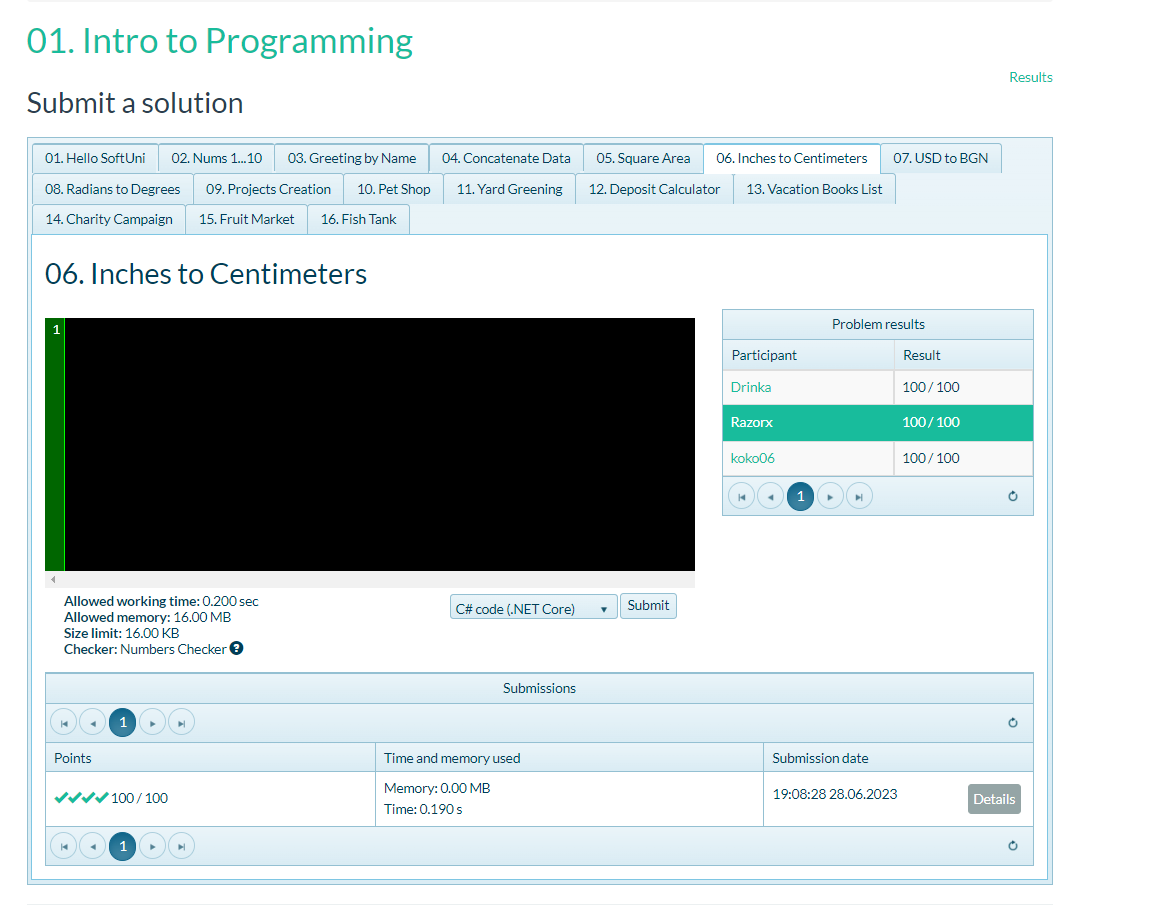 01. Intro to Programming
Results
Submit a solution
01. Hello SoftUni 02. Nums 1...10 03. Greeting by Name 04. Concatenate Data 05. Square Area 06. Inches to Centimeters 07. USD to BGN
08. Radians to Degrees 09. Projects Creation 10. Pet Shop 11. Yard Greening 12. Deposit Calculator 13. Vacation Books List
14. Charity Campaign 15. Fruit Market 16. Fish Tank
06. Inches to Centimeters
1
Problem results
Participant Result
Drinka 100 / 100
Razorx 100 / 100
koko06 100 / 100
1
Allowed working time: 0.200 sec
Allowed memory: 16.00 MB
Size limit: 16.00 KB
Checker: Numbers Checker ?
C# code (.NET Core) Submit
Submissions
1
Points Time and memory used Submission date
100 / 100 Memory: 0.00 MB 19:08:28 28.06.2023 Details
Time: 0.190 s
1